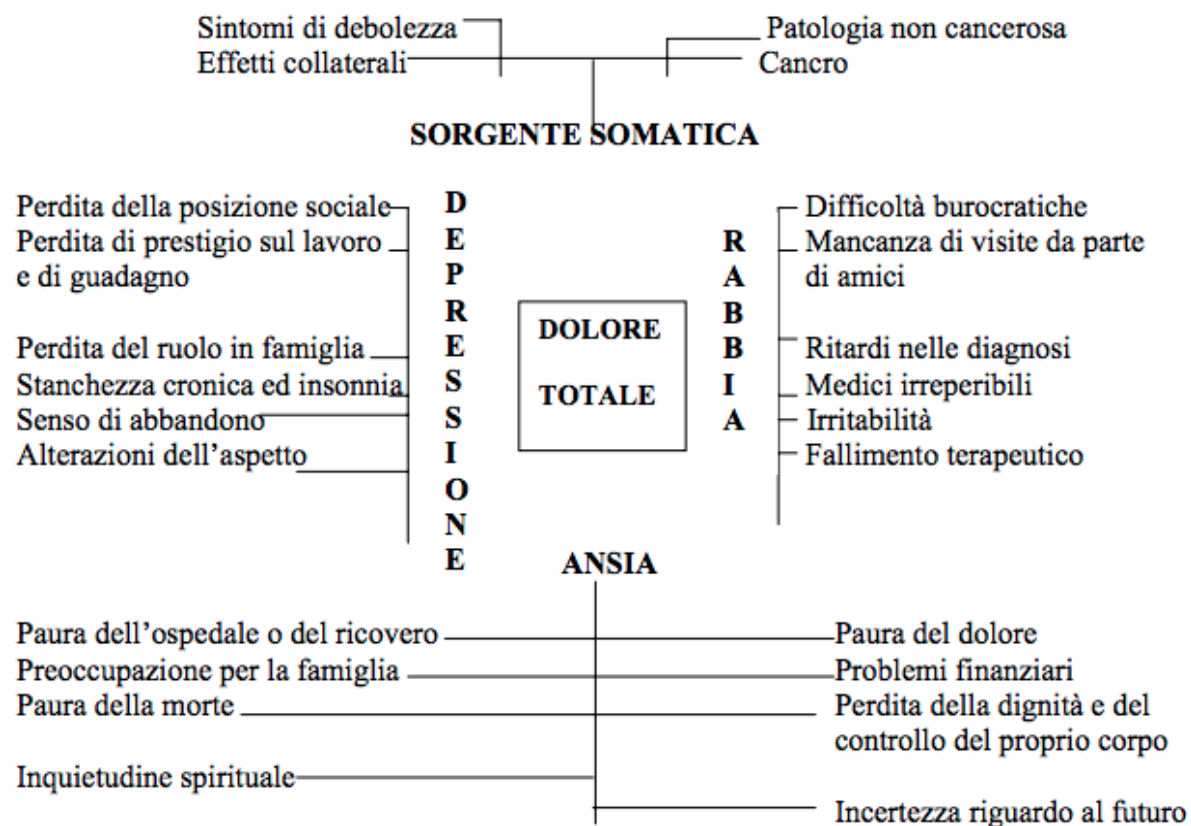 Sintomi di debolezza
Effetti collaterali
Patologia non cancerosa
Cancro
SORGENTE SOMATICA
Perdita della posizione sociale
Perdita di prestigio sul lavoro
e di guadagno
Perdita del ruolo in famiglia
Stanchezza cronica ed insonnia
Senso di abbandono
Alterazioni dell’aspetto
DEPRESSIONE
DOLORE
TOTALE
RABBIA
Difficoltà burocratiche
Mancanza di visite da parte
di amici
Ritardi nelle diagnosi
Medici irreperibili
Irritabilità
Fallimento terapeutico
ANSIA
Paura dell’ospedale o del ricovero
Preoccupazione per la famiglia
Paura della morte
Inquietudine spirituale
Paura del dolore
Problemi finanziari
Perdita della dignità e del
controllo del proprio corpo
Incertezza riguardo al futuro